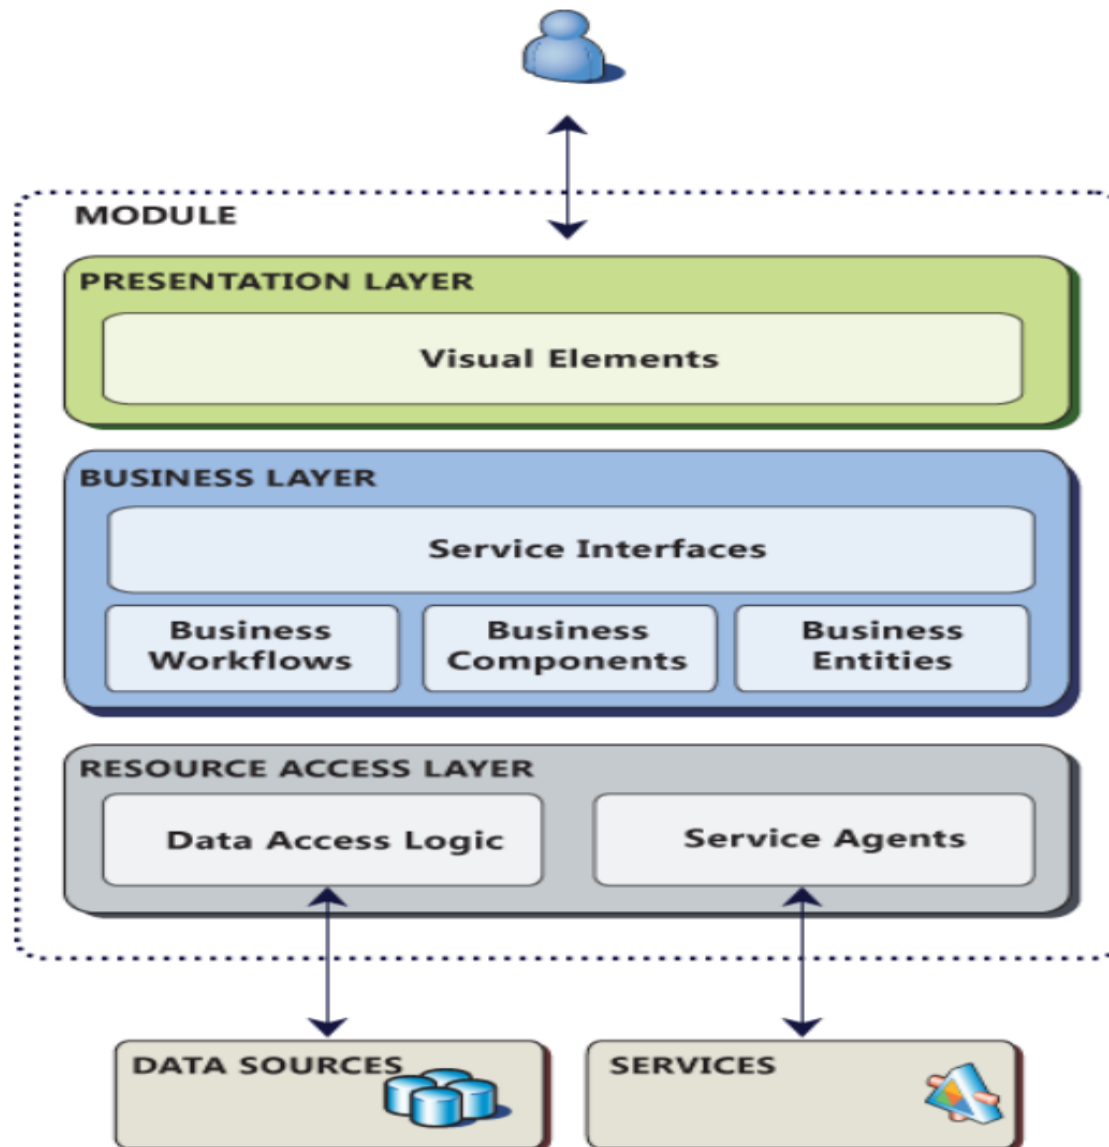 MODULE
PRESENTATION LAYER
Visual Elements
BUSINESS LAYER
Service Interfaces
Business
Workflows
Business
Components
Business
Entities
RESOURCE ACCESS LAYER
Data Access Logic
Service Agents
DATA SOURCES
SERVICES